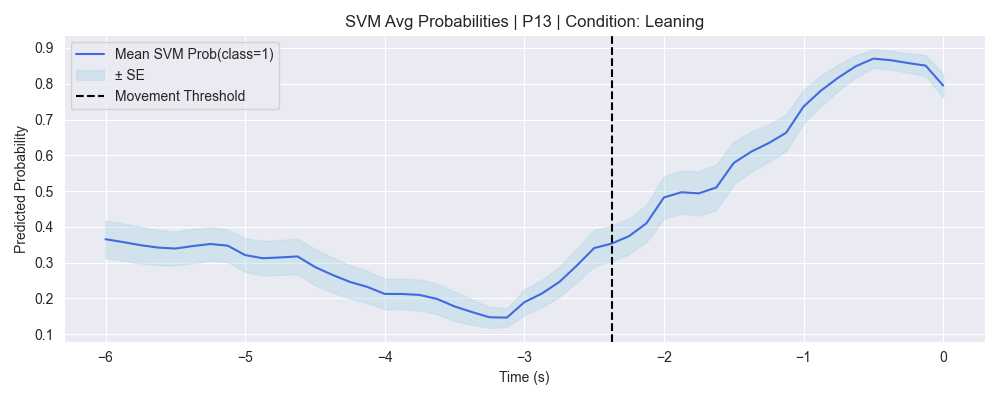 SVM Avg Probabilities | P13 | Condition: Leaning
Mean SVM Prob(class=1)
± SE
Movement Threshold
Predicted Probability
0.9
0.8
0.7
0.6
0.5
0.4
0.3
0.2
0.1
−6 −5 −4 −3 −2 −1 0
Time (s)